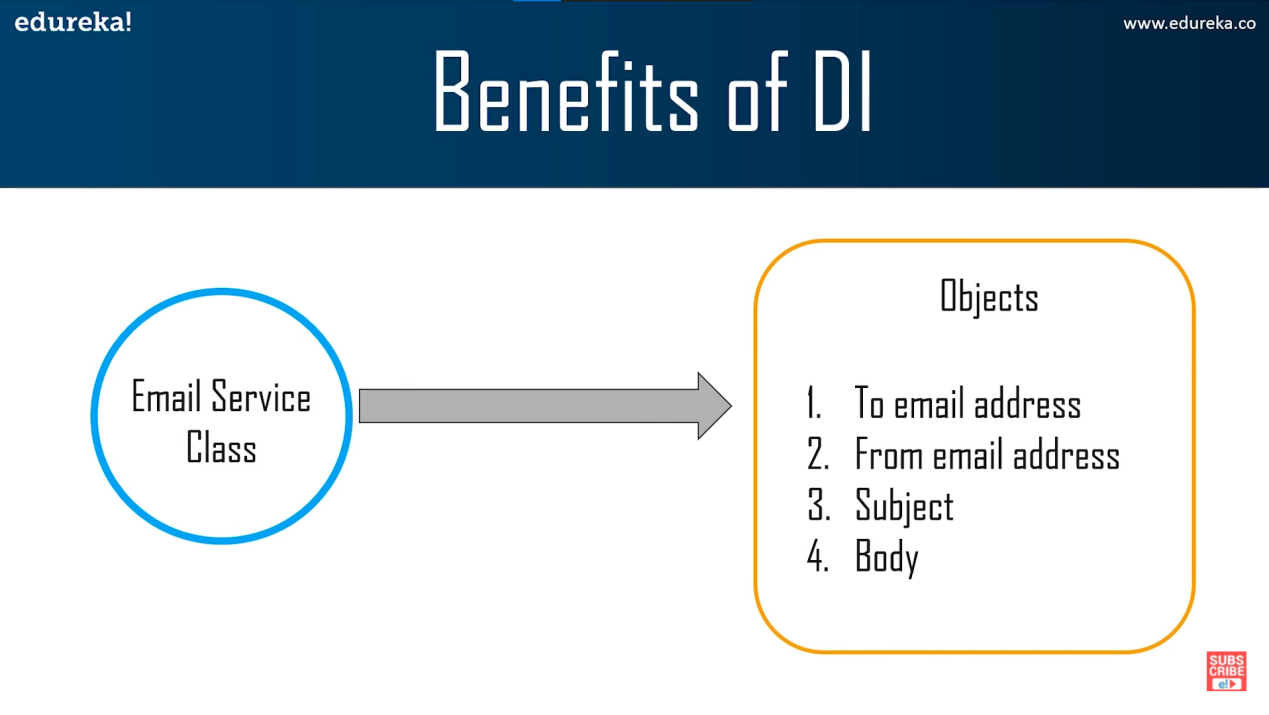 edureka!
www.edureka.co
Benefits of DI
Email Service
Class
Objects
1. To email address
2. From email address
3. Subject
4. Body
SUBS
CRIBE
e!